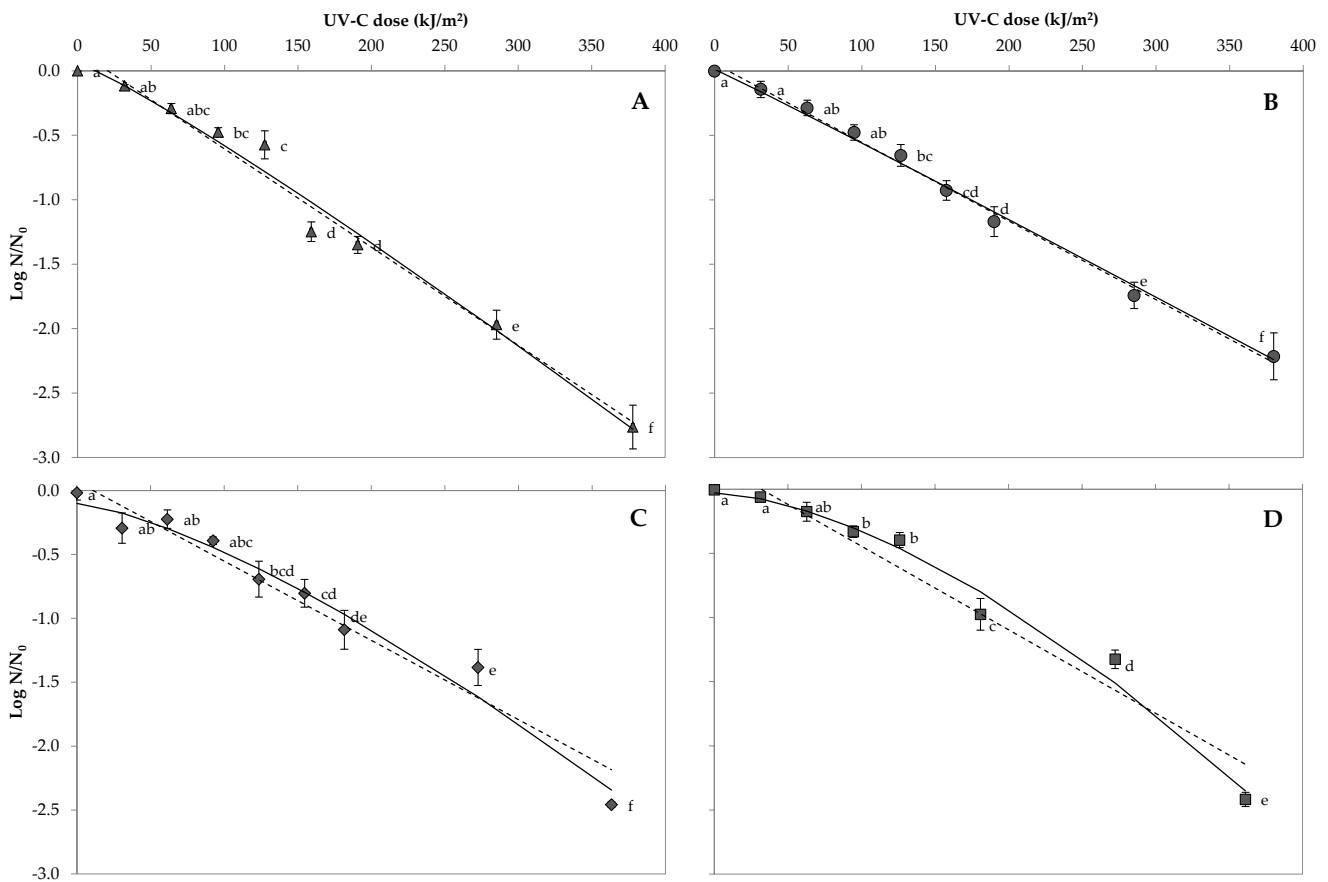 UV-C dose (kJ/m²) UV-C dose (kJ/m²)
0 50 100 150 200 250 300 350 400 0 50 100 150 200 250 300 350 400
0.0
-0.5
-1.0
-1.5
-2.0
-2.5
-3.0
Log N/N0
A
a
ab
abc
bc
c
d
d
e
f
B
a
a
ab
ab
bc
cd
d
e
f
0.0
-0.5
-1.0
-1.5
-2.0
-2.5
-3.0
Log N/N0
C
a
ab
ab
abc
bcd
cd
de
e
f
D
a
a
ab
b
b
c
d
e